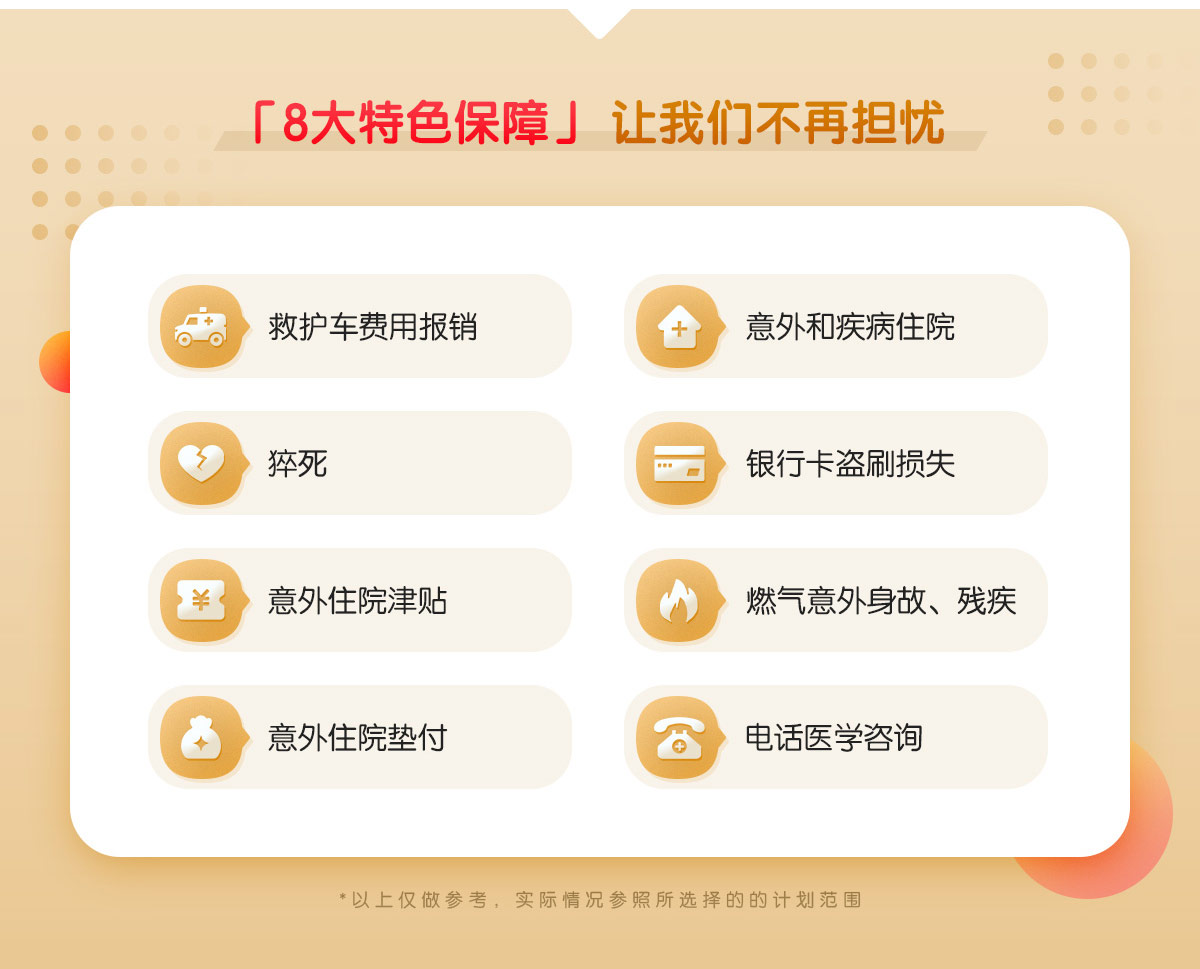 「8大特色保障」 让我们不再担忧
救护车费用报销
意外和疾病住院
猝死
银行卡盗刷损失
意外住院津贴
燃气意外身故、残疾
意外住院垫付
电话医学咨询
*以上仅做参考，实际情况参照所选择的的计划范围